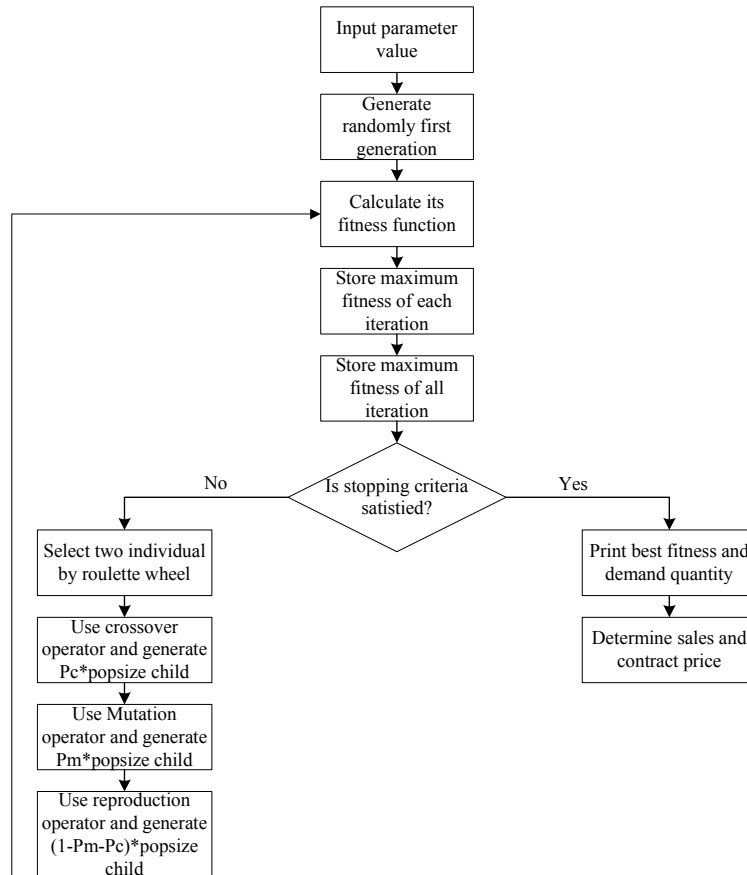 Input parameter
value
Generate
randomly first
generation
Calculate its
fitness function
Store maximum
fitness of each
iteration
Store maximum
fitness of all
iteration
Is stopping criteria
satistied?
No
Yes
Select two individual
by roulette wheel
Use crossover
operator and generate
Pc*popsize child
Use Mutation
operator and generate
Pm*popsize child
Use reproduction
operator and generate
(1-Pm-Pc)*popsize
child
Print best fitness and
demand quantity
Determine sales and
contract price